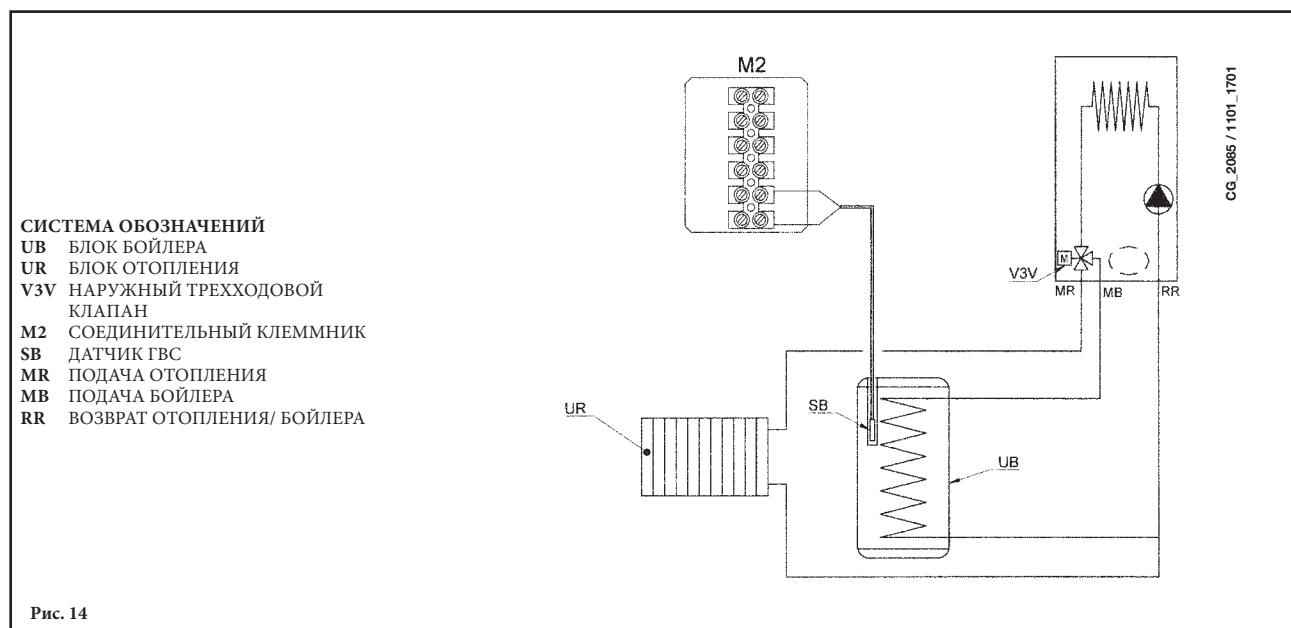 M2
CG_2085 / 1101_1701
СИСТЕМА ОБОЗНАЧЕНИЙ
UB БЛОК БОЙЛЕРА
UR БЛОК ОТОПЛЕНИЯ
V3V НАРУЖНЫЙ ТРЕХХОДОВОЙ
КЛАПАН
M2 СОЕДИНИТЕЛЬНЫЙ КЛЕММНИК
SB ДАТЧИК ГВС
MR ПОДАЧА ОТОПЛЕНИЯ
MB ПОДАЧА БОЙЛЕРА
RR ВОЗВРАТ ОТОПЛЕНИЯ/ БОЙЛЕРА
M
V3V
MR MB RR
UR
SB
UB
Рис. 14